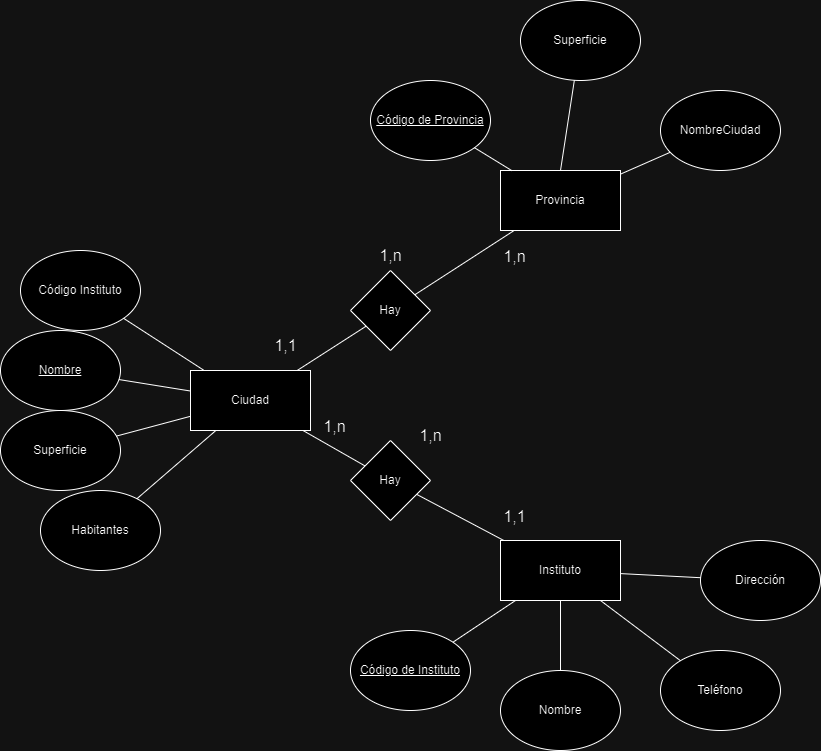 Superficie
Código de Provincia
NombreCiudad
Provincia
1,n
1,n
Código Instituto
Hay
1,1
Nombre
Ciudad
1,n
1,n
Superficie
Hay
Habitantes
1,1
Instituto
Dirección
Código de Instituto
Teléfono
Nombre